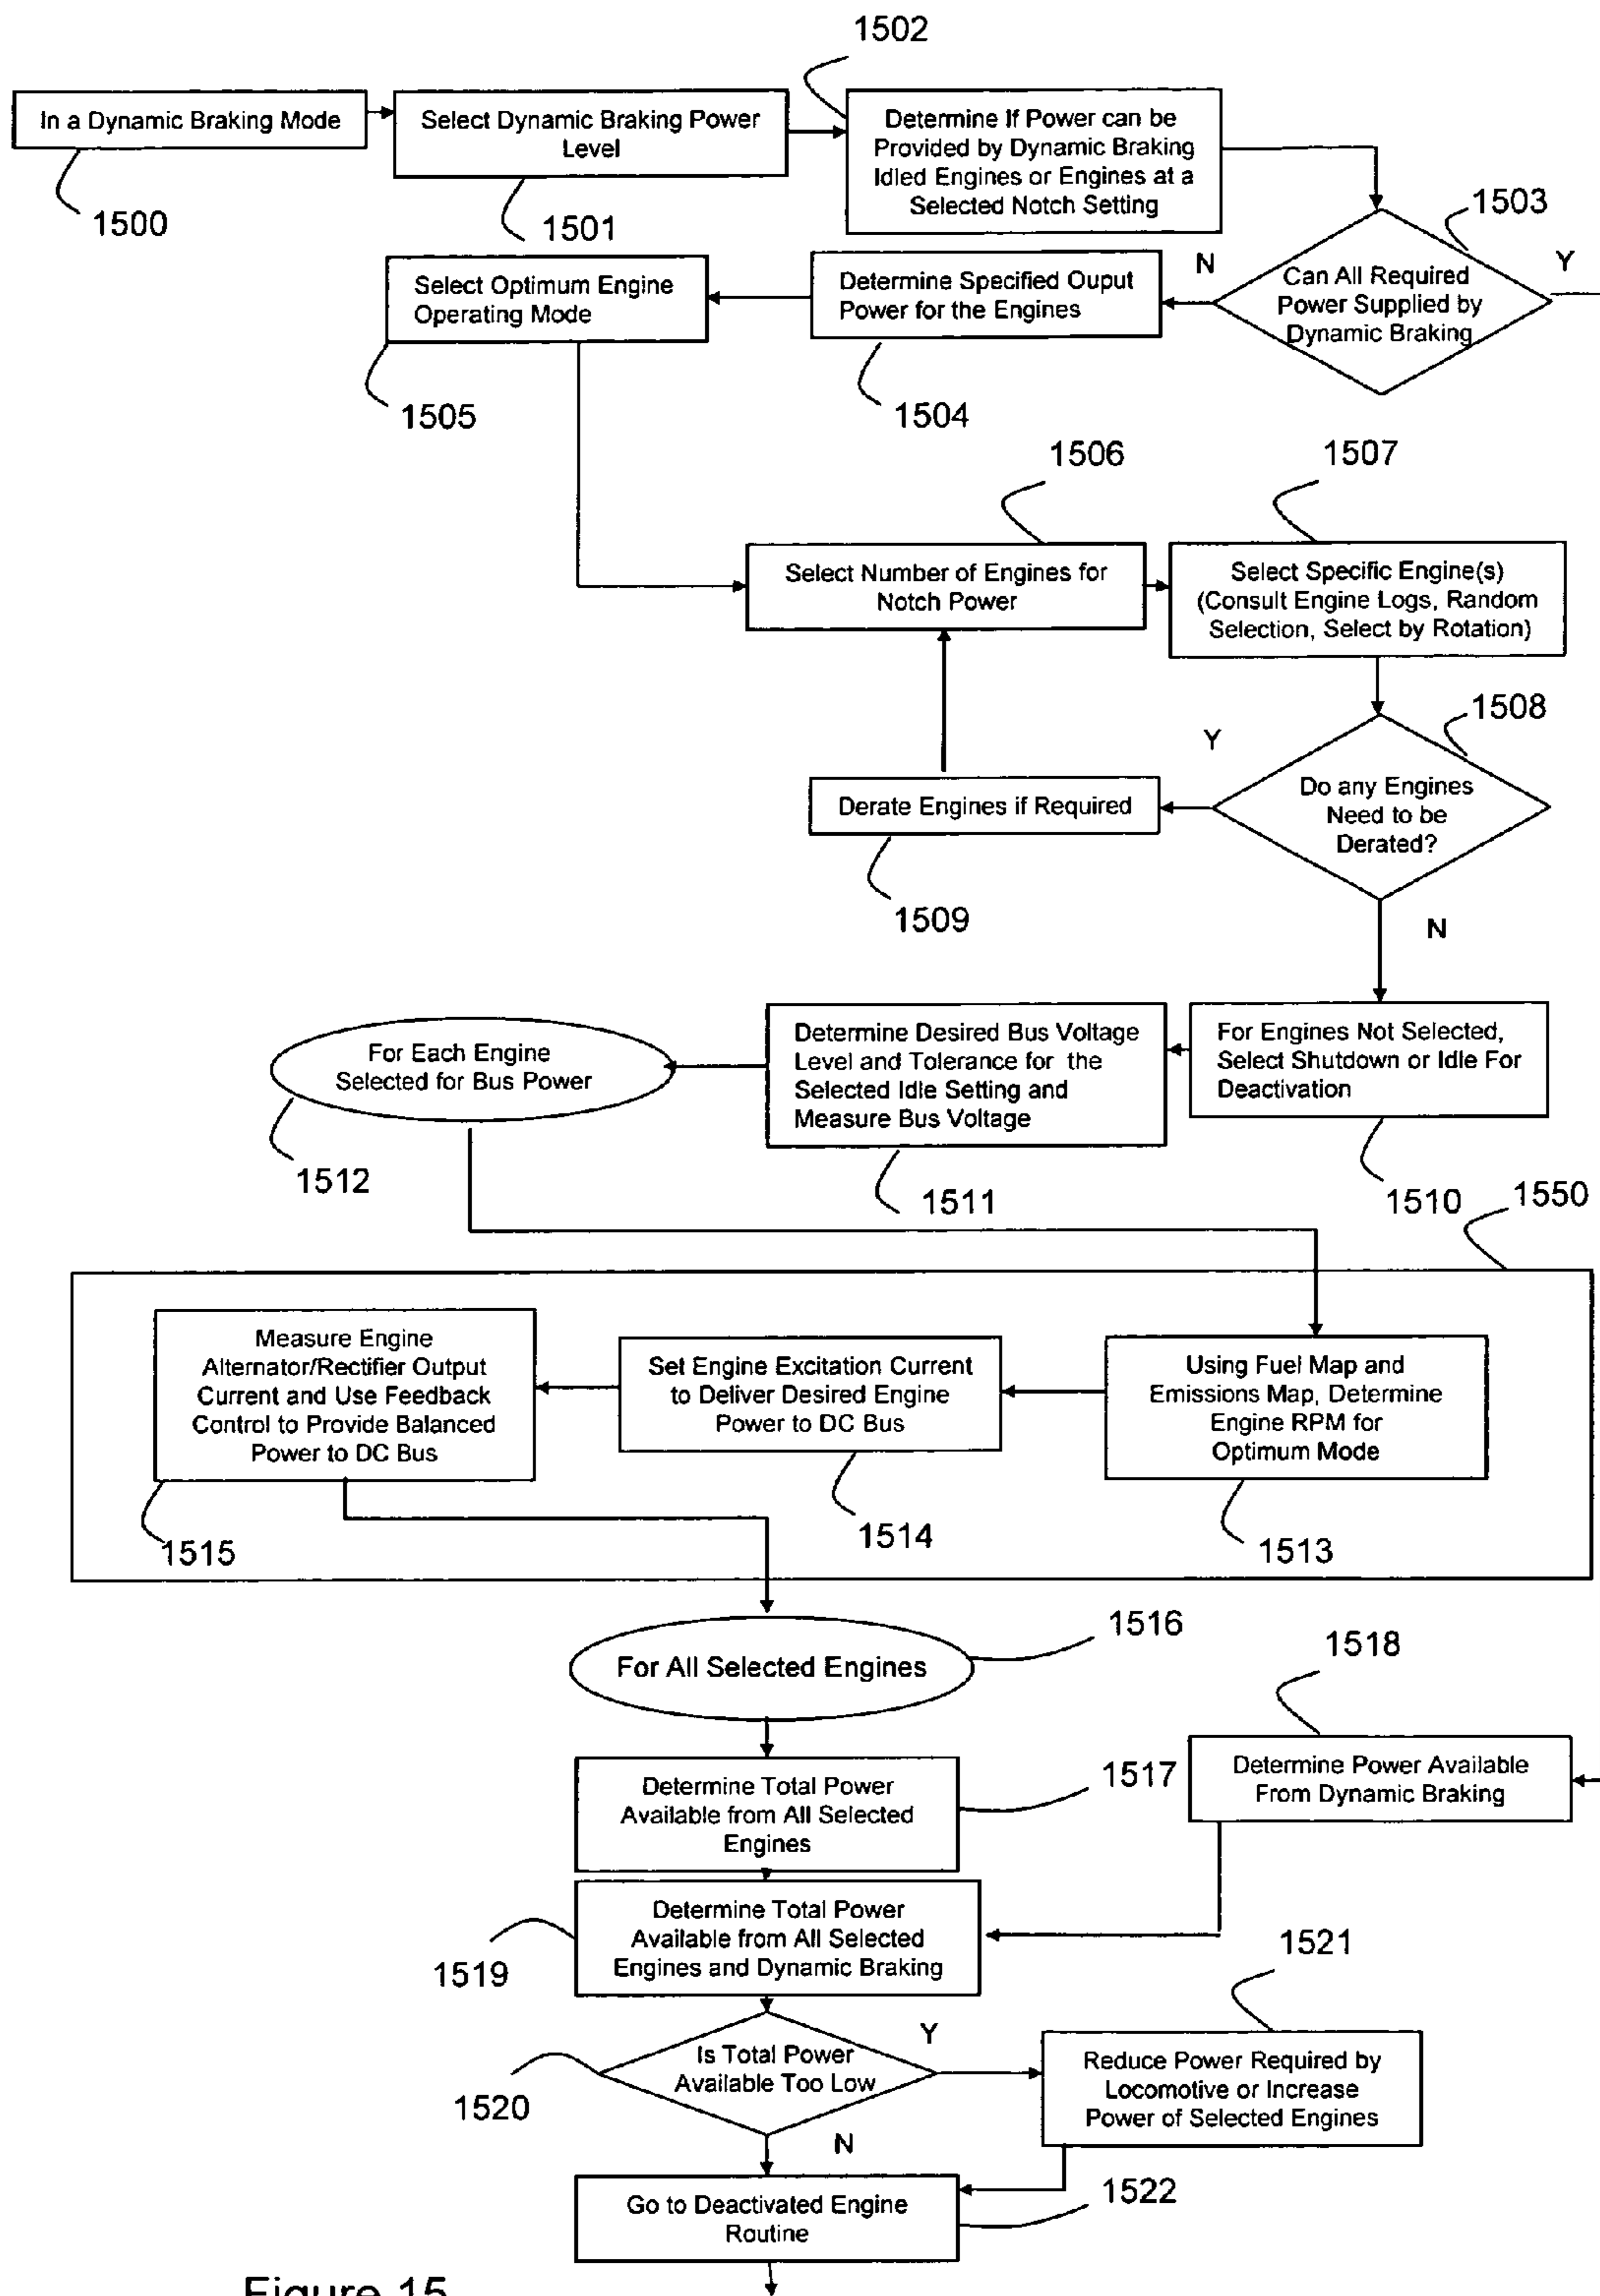 1502
In a Dynamic Braking Mode
Select Dynamic Braking Power
Level
Determine If Power can be
Provided by Dynamic Braking
Idled Engines or Engines at a
Selected Notch Setting
1500
1501
1503
Select Optimum Engine
Operating Mode
Determine Specified Ouput
Power for the Engines
N
Can All Required
Power Supplied by
Dynamic Braking
Y
1505
1504
1506
1507
Select Number of Engines for
Notch Power
Select Specific Engine(s)
(Consult Engine Logs, Random
Selection, Select by Rotation)
1508
Y
Derate Engines if Required
Do any Engines
Need to be
Derated?
1509
N
For Each Engine
Selected for Bus Power
Determine Desired Bus Voltage
Level and Tolerance for the
Selected Idle Setting and
Measure Bus Voltage
For Engines Not Selected,
Select Shutdown or Idle For
Deactivation
1512
1511
1510
1550
Measure Engine
Alternator/Rectifier Output
Current and Use Feedback
Control to Provide Balanced
Power to DC Bus
Set Engine Excitation Current
to Deliver Desired Engine
Power to DC Bus
Using Fuel Map and
Emissions Map, Determine
Engine RPM for
Optimum Mode
1515
1514
1513
For All Selected Engines
1516
1518
Determine Total Power
Available from All Selected
Engines
1517
Determine Power Available
From Dynamic Braking
Determine Total Power
Available from All Selected
Engines and Dynamic Braking
1519
1521
Is Total Power
Available Too Low
Y
1520
Reduce Power Required by
Locomotive or Increase
Power of Selected Engines
N
Go to Deactivated Engine
Routine
1522
Figure 15